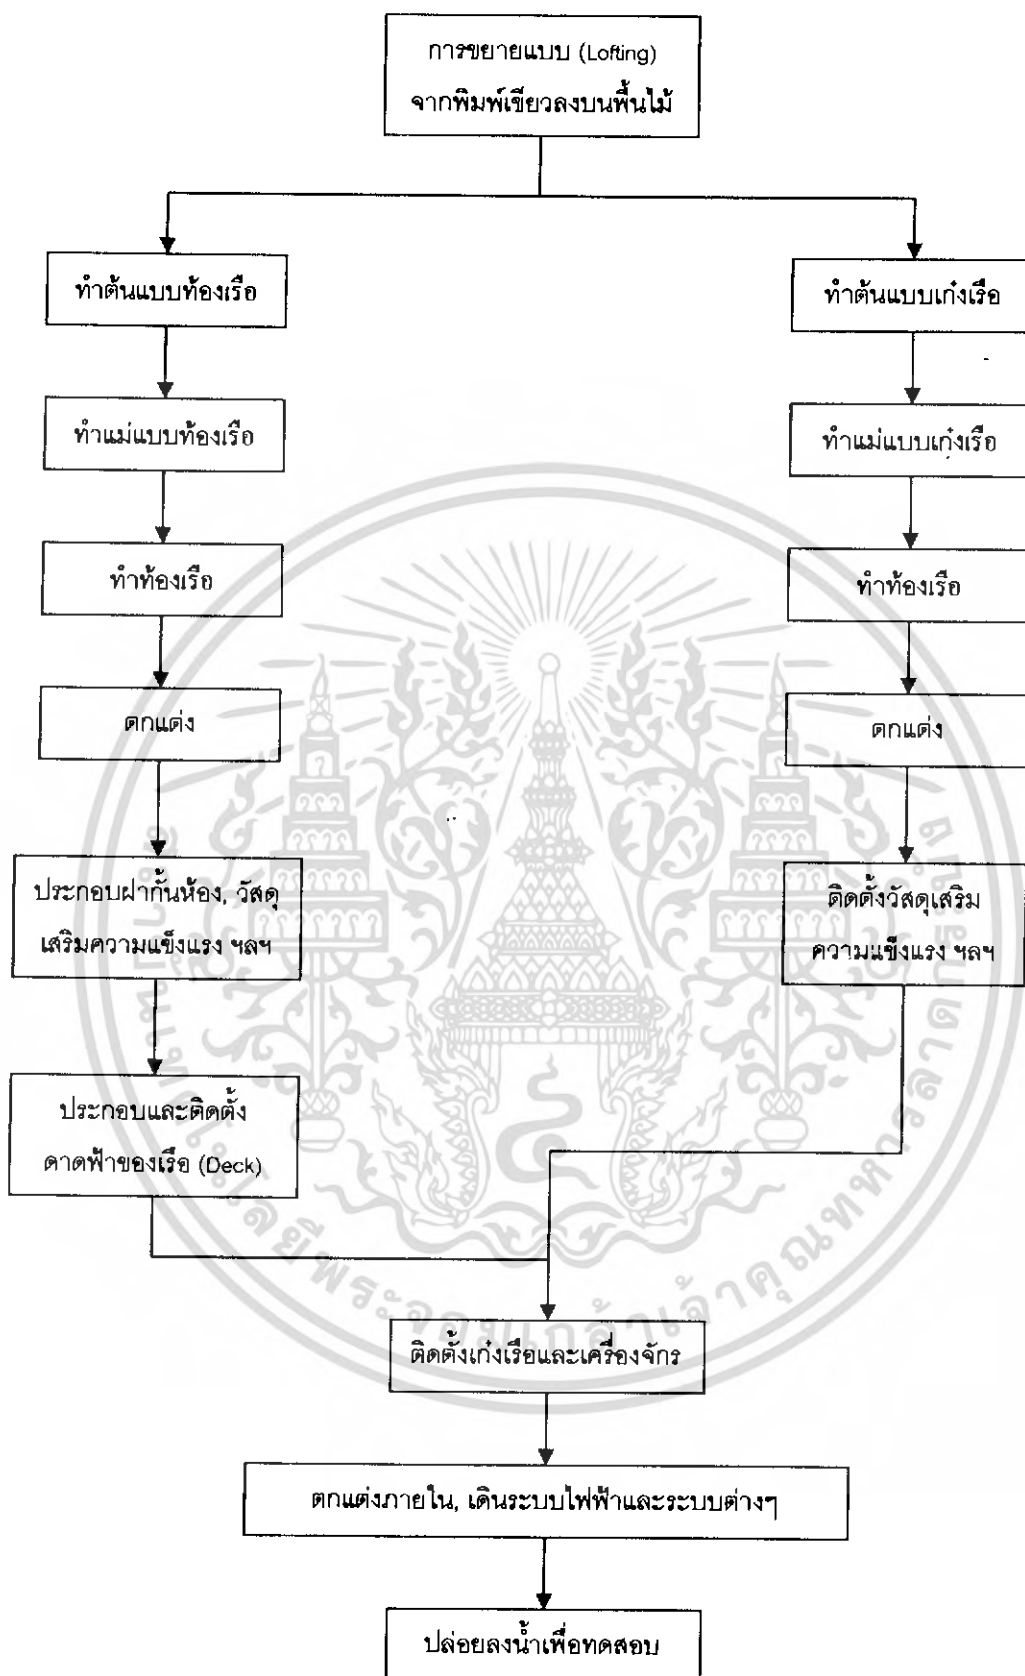 การขยายแบบ (Lofting)
จากพิมพ์เขียวลงบนพื้นไม้
ทำต้นแบบท้องเรือ
ทำแม่แบบท้องเรือ
ทำท้องเรือ
ตกแต่ง
ประกอบฝากั้นห้อง, วัสดุ
เสริมความแข็งแรง ฯลฯ
ประกอบและติดตั้ง
ดาดฟ้าของเรือ (Deck)
ทำต้นแบบเก๋งเรือ
ทำแม่แบบเก๋งเรือ
ทำท้องเรือ
ตกแต่ง
ติดตั้งวัสดุเสริม
ความแข็งแรง ฯลฯ
ติดตั้งเก๋งเรือและเครื่องจักร
ตกแต่งภายใน, เดินระบบไฟฟ้าและระบบต่างๆ
ปล่อยลงน้ำเพื่อทดสอบ